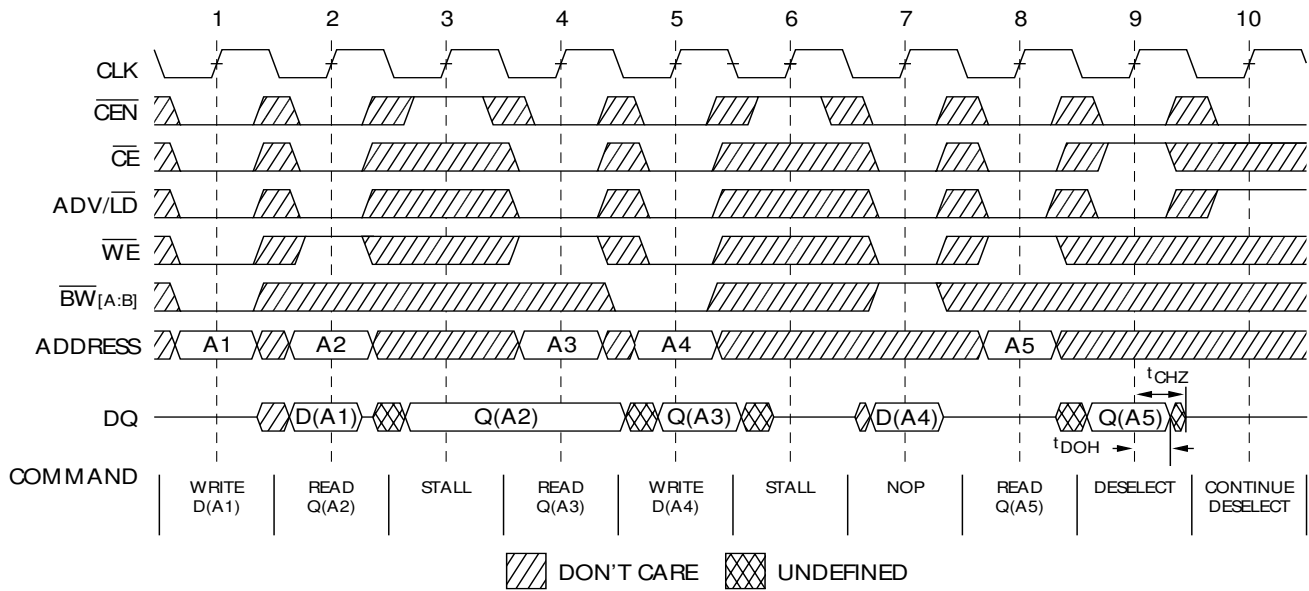 1 2 3 4 5 6 7 8 9 10
CLK
CEN
CE
ADV/LD
WE
BW[A:B]
ADDRESS A1 A2 A3 A4 A5
tCHZ
DQ D(A1) Q(A2) Q(A3) D(A4) Q(A5)
tDOH
COMMAND
WRITE READ STALL READ WRITE STALL NOP READ DESELECT CONTINUE
D(A1) Q(A2) Q(A3) D(A4) Q(A5) DESELECT
DON'T CARE UNDEFINED